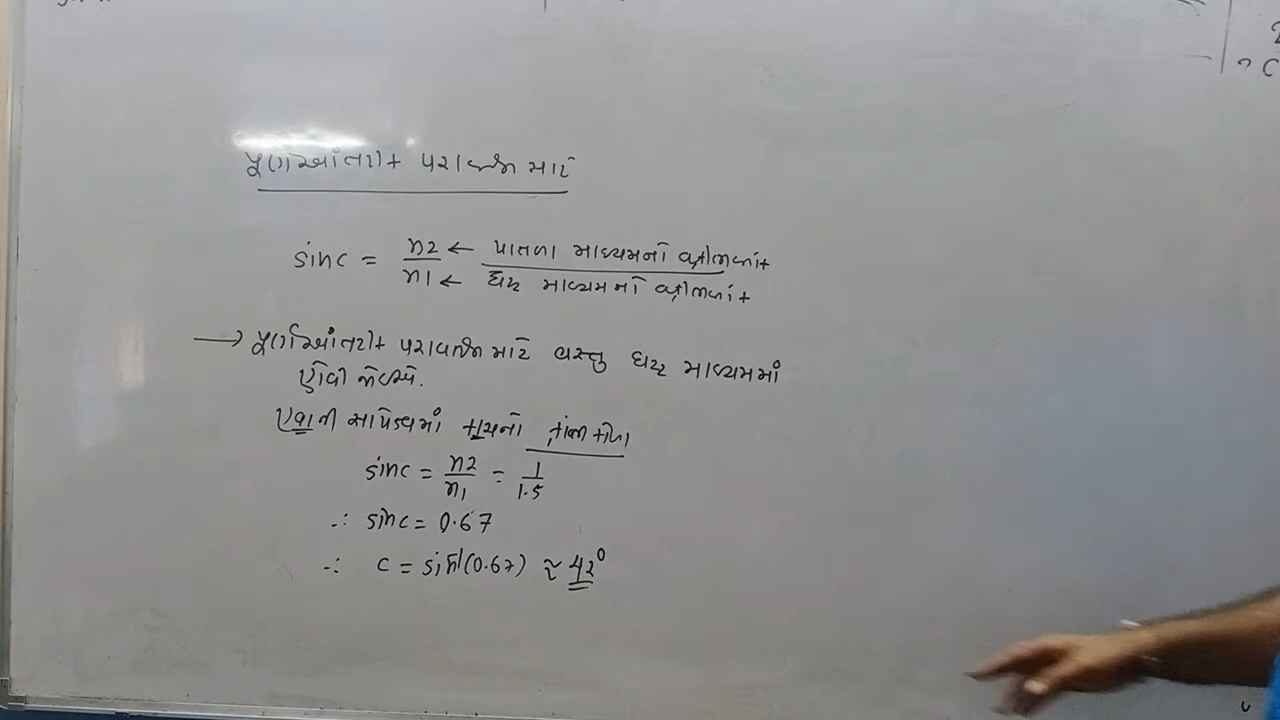 પૂર્ણઆંતરીક પરાવર્તન માટે
sinc = n2 ← પાતળા માધ્યમનો વક્રીભવનાંક
n1 ← ઘટ્ટ માધ્યમનો વક્રીભવનાંક
→ પૂર્ણઆંતરીક પરાવર્તન માટે વસ્તુ ઘટ્ટ માધ્યમમાં
હોવી જોઇએ.
હવાની સાપેક્ષમાં કાચનો ક્રાંતીકોણ
sinc = n2/n1 = 1/1.5
∴ sinc = 0.67
∴ c = sin⁻¹(0.67) ≈ 42°